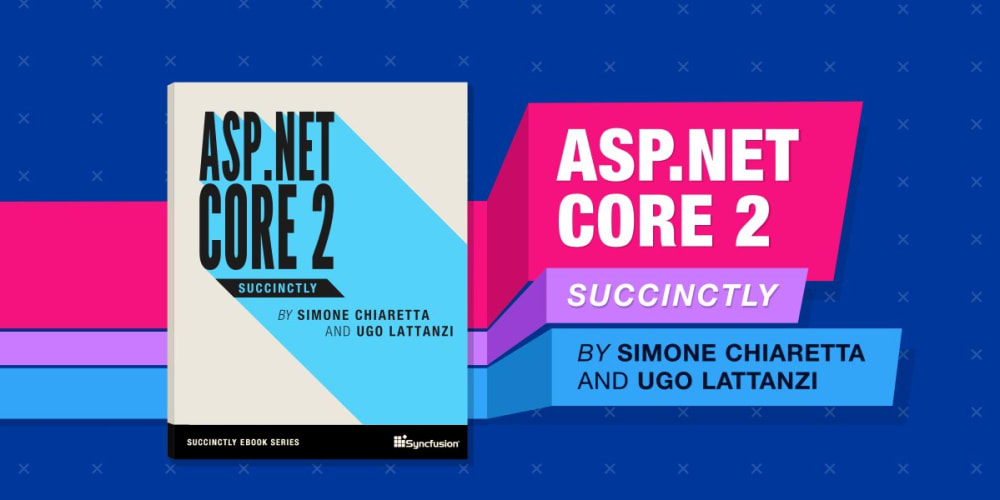 ASP.NET
CORE 2
SUCCINCTLY
BY SIMONE CHIARETTA
AND UGO LATTANZI
SUCCINCTLY EBOOK SERIES
Syncfusion®
ASP.NET
CORE 2
SUCCINCTLY
BY SIMONE CHIARETTA
AND UGO LATTANZI